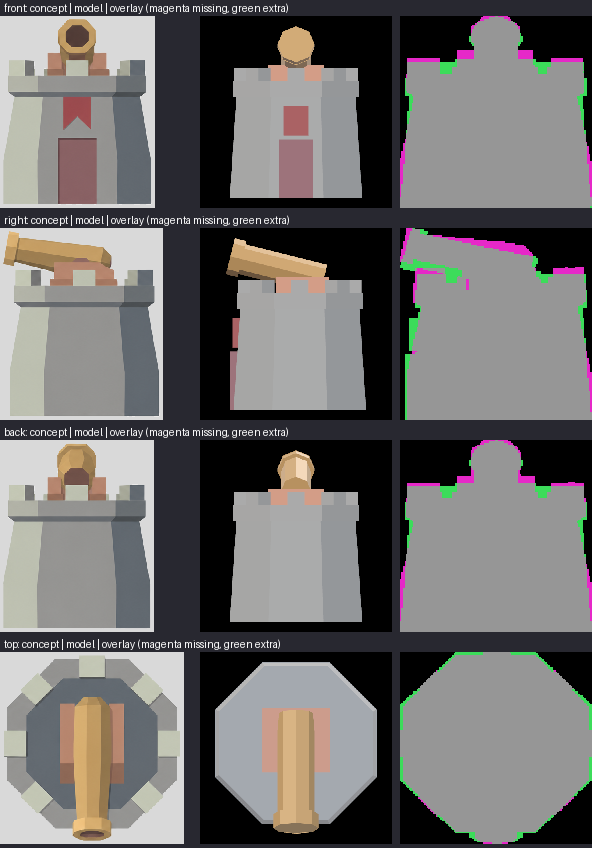 front: concept | model | overlay (magenta missing, green extra)
right: concept | model | overlay (magenta missing, green extra)
back: concept | model | overlay (magenta missing, green extra)
top: concept | model | overlay (magenta missing, green extra)